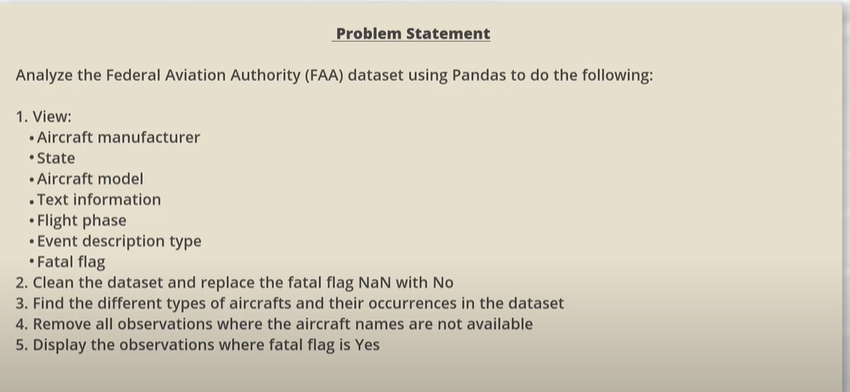 Problem Statement
Analyze the Federal Aviation Authority (FAA) dataset using Pandas to do the following:
1. View:
• Aircraft manufacturer
• State
• Aircraft model
• Text information
• Flight phase
• Event description type
• Fatal flag
2. Clean the dataset and replace the fatal flag NaN with No
3. Find the different types of aircrafts and their occurrences in the dataset
4. Remove all observations where the aircraft names are not available
5. Display the observations where fatal flag is Yes